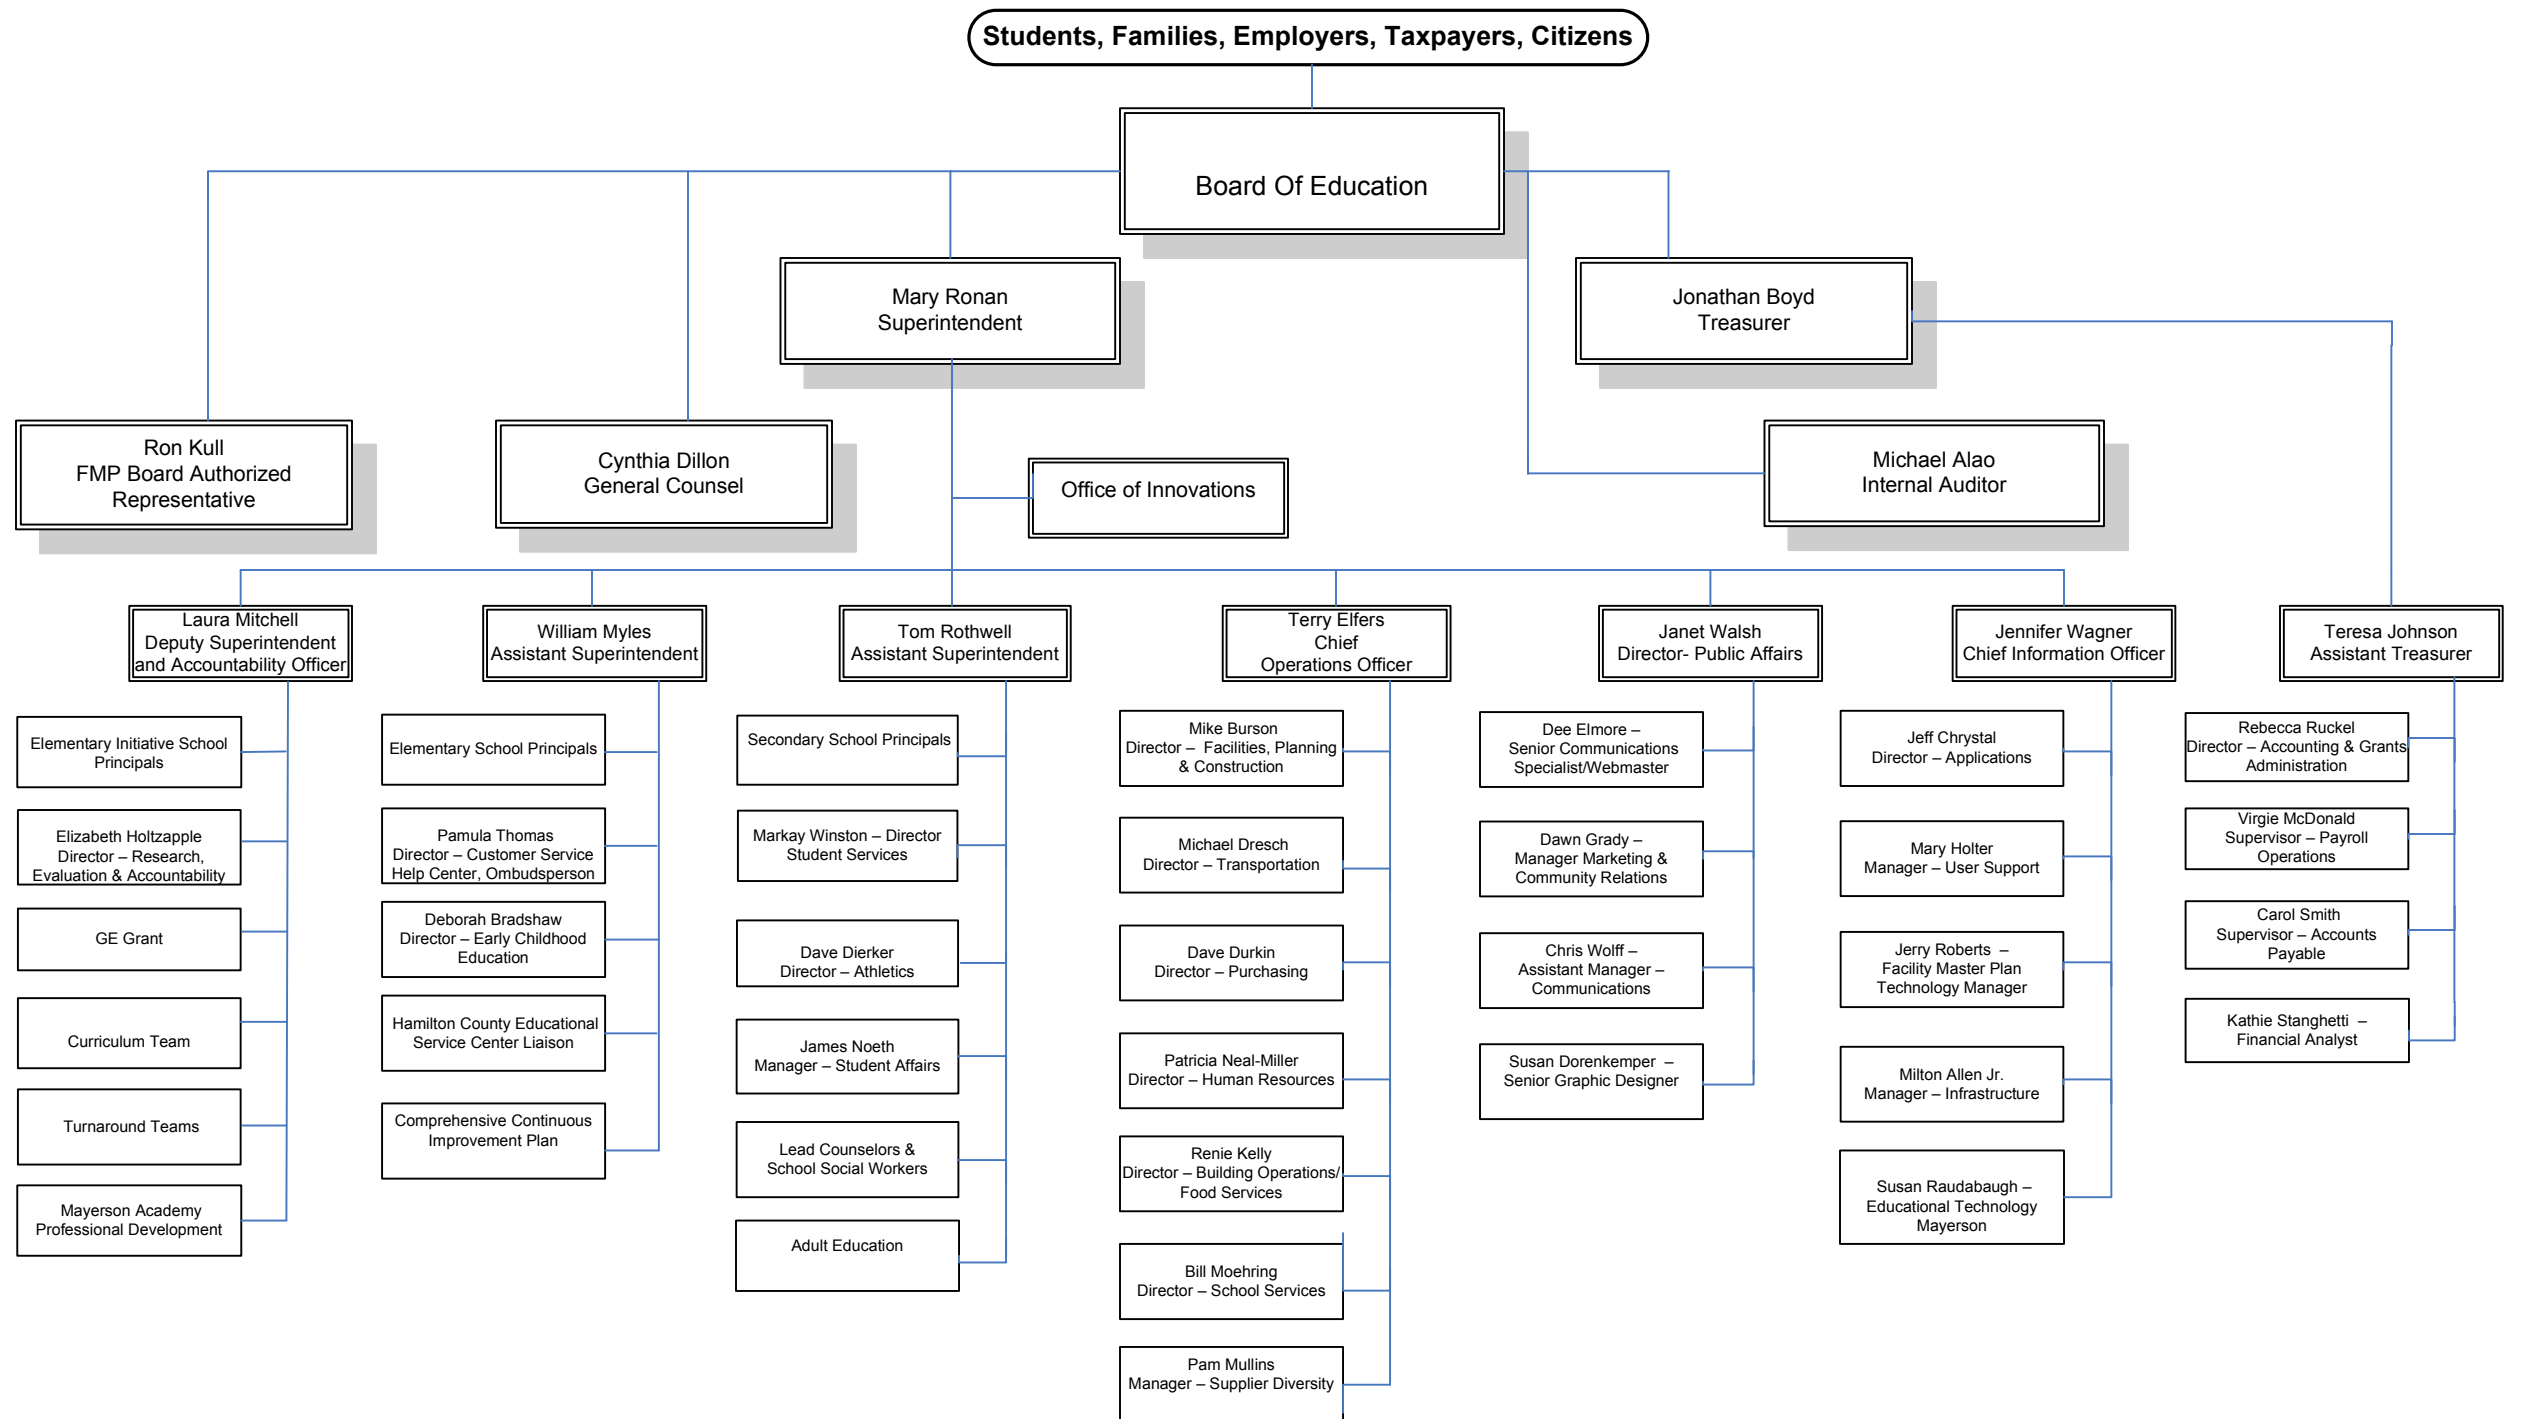 Students, Families, Employers, Taxpayers, Citizens
Board Of Education
Mary Ronan
Superintendent
Jonathan Boyd
Treasurer
Ron Kull
FMP Board Authorized
Representative
Cynthia Dillon
General Counsel
Office of Innovations
Michael Alao
Internal Auditor
Laura Mitchell
Deputy Superintendent
and Accountability Officer
William Myles
Assistant Superintendent
Tom Rothwell
Assistant Superintendent
Terry Elfers
Chief
Operations Officer
Janet Walsh
Director- Public Affairs
Jennifer Wagner
Chief Information Officer
Teresa Johnson
Assistant Treasurer
Elementary Initiative School
Principals
Elizabeth Holtzapple
Director – Research,
Evaluation & Accountability
GE Grant
Curriculum Team
Turnaround Teams
Mayerson Academy
Professional Development
Elementary School Principals
Pamula Thomas
Director – Customer Service
Help Center, Ombudsperson
Deborah Bradshaw
Director – Early Childhood
Education
Hamilton County Educational
Service Center Liaison
Comprehensive Continuous
Improvement Plan
Secondary School Principals
Markay Winston – Director
Student Services
Dave Dierker
Director – Athletics
James Noeth
Manager – Student Affairs
Lead Counselors &
School Social Workers
Adult Education
Mike Burson
Director – Facilities, Planning
& Construction
Michael Dresch
Director – Transportation
Dave Durkin
Director – Purchasing
Patricia Neal-Miller
Director – Human Resources
Renie Kelly
Director – Building Operations/
Food Services
Bill Moehring
Director – School Services
Pam Mullins
Manager – Supplier Diversity
Dee Elmore –
Senior Communications
Specialist/Webmaster
Dawn Grady –
Manager Marketing &
Community Relations
Chris Wolff –
Assistant Manager –
Communications
Susan Dorenkemper –
Senior Graphic Designer
Jeff Chrystal
Director – Applications
Mary Holter
Manager – User Support
Jerry Roberts –
Facility Master Plan
Technology Manager
Milton Allen Jr.
Manager – Infrastructure
Susan Raudabaugh –
Educational Technology
Mayerson
Rebecca Ruckel
Director – Accounting & Grants
Administration
Virgie McDonald
Supervisor – Payroll
Operations
Carol Smith
Supervisor – Accounts
Payable
Kathie Stanghetti –
Financial Analyst